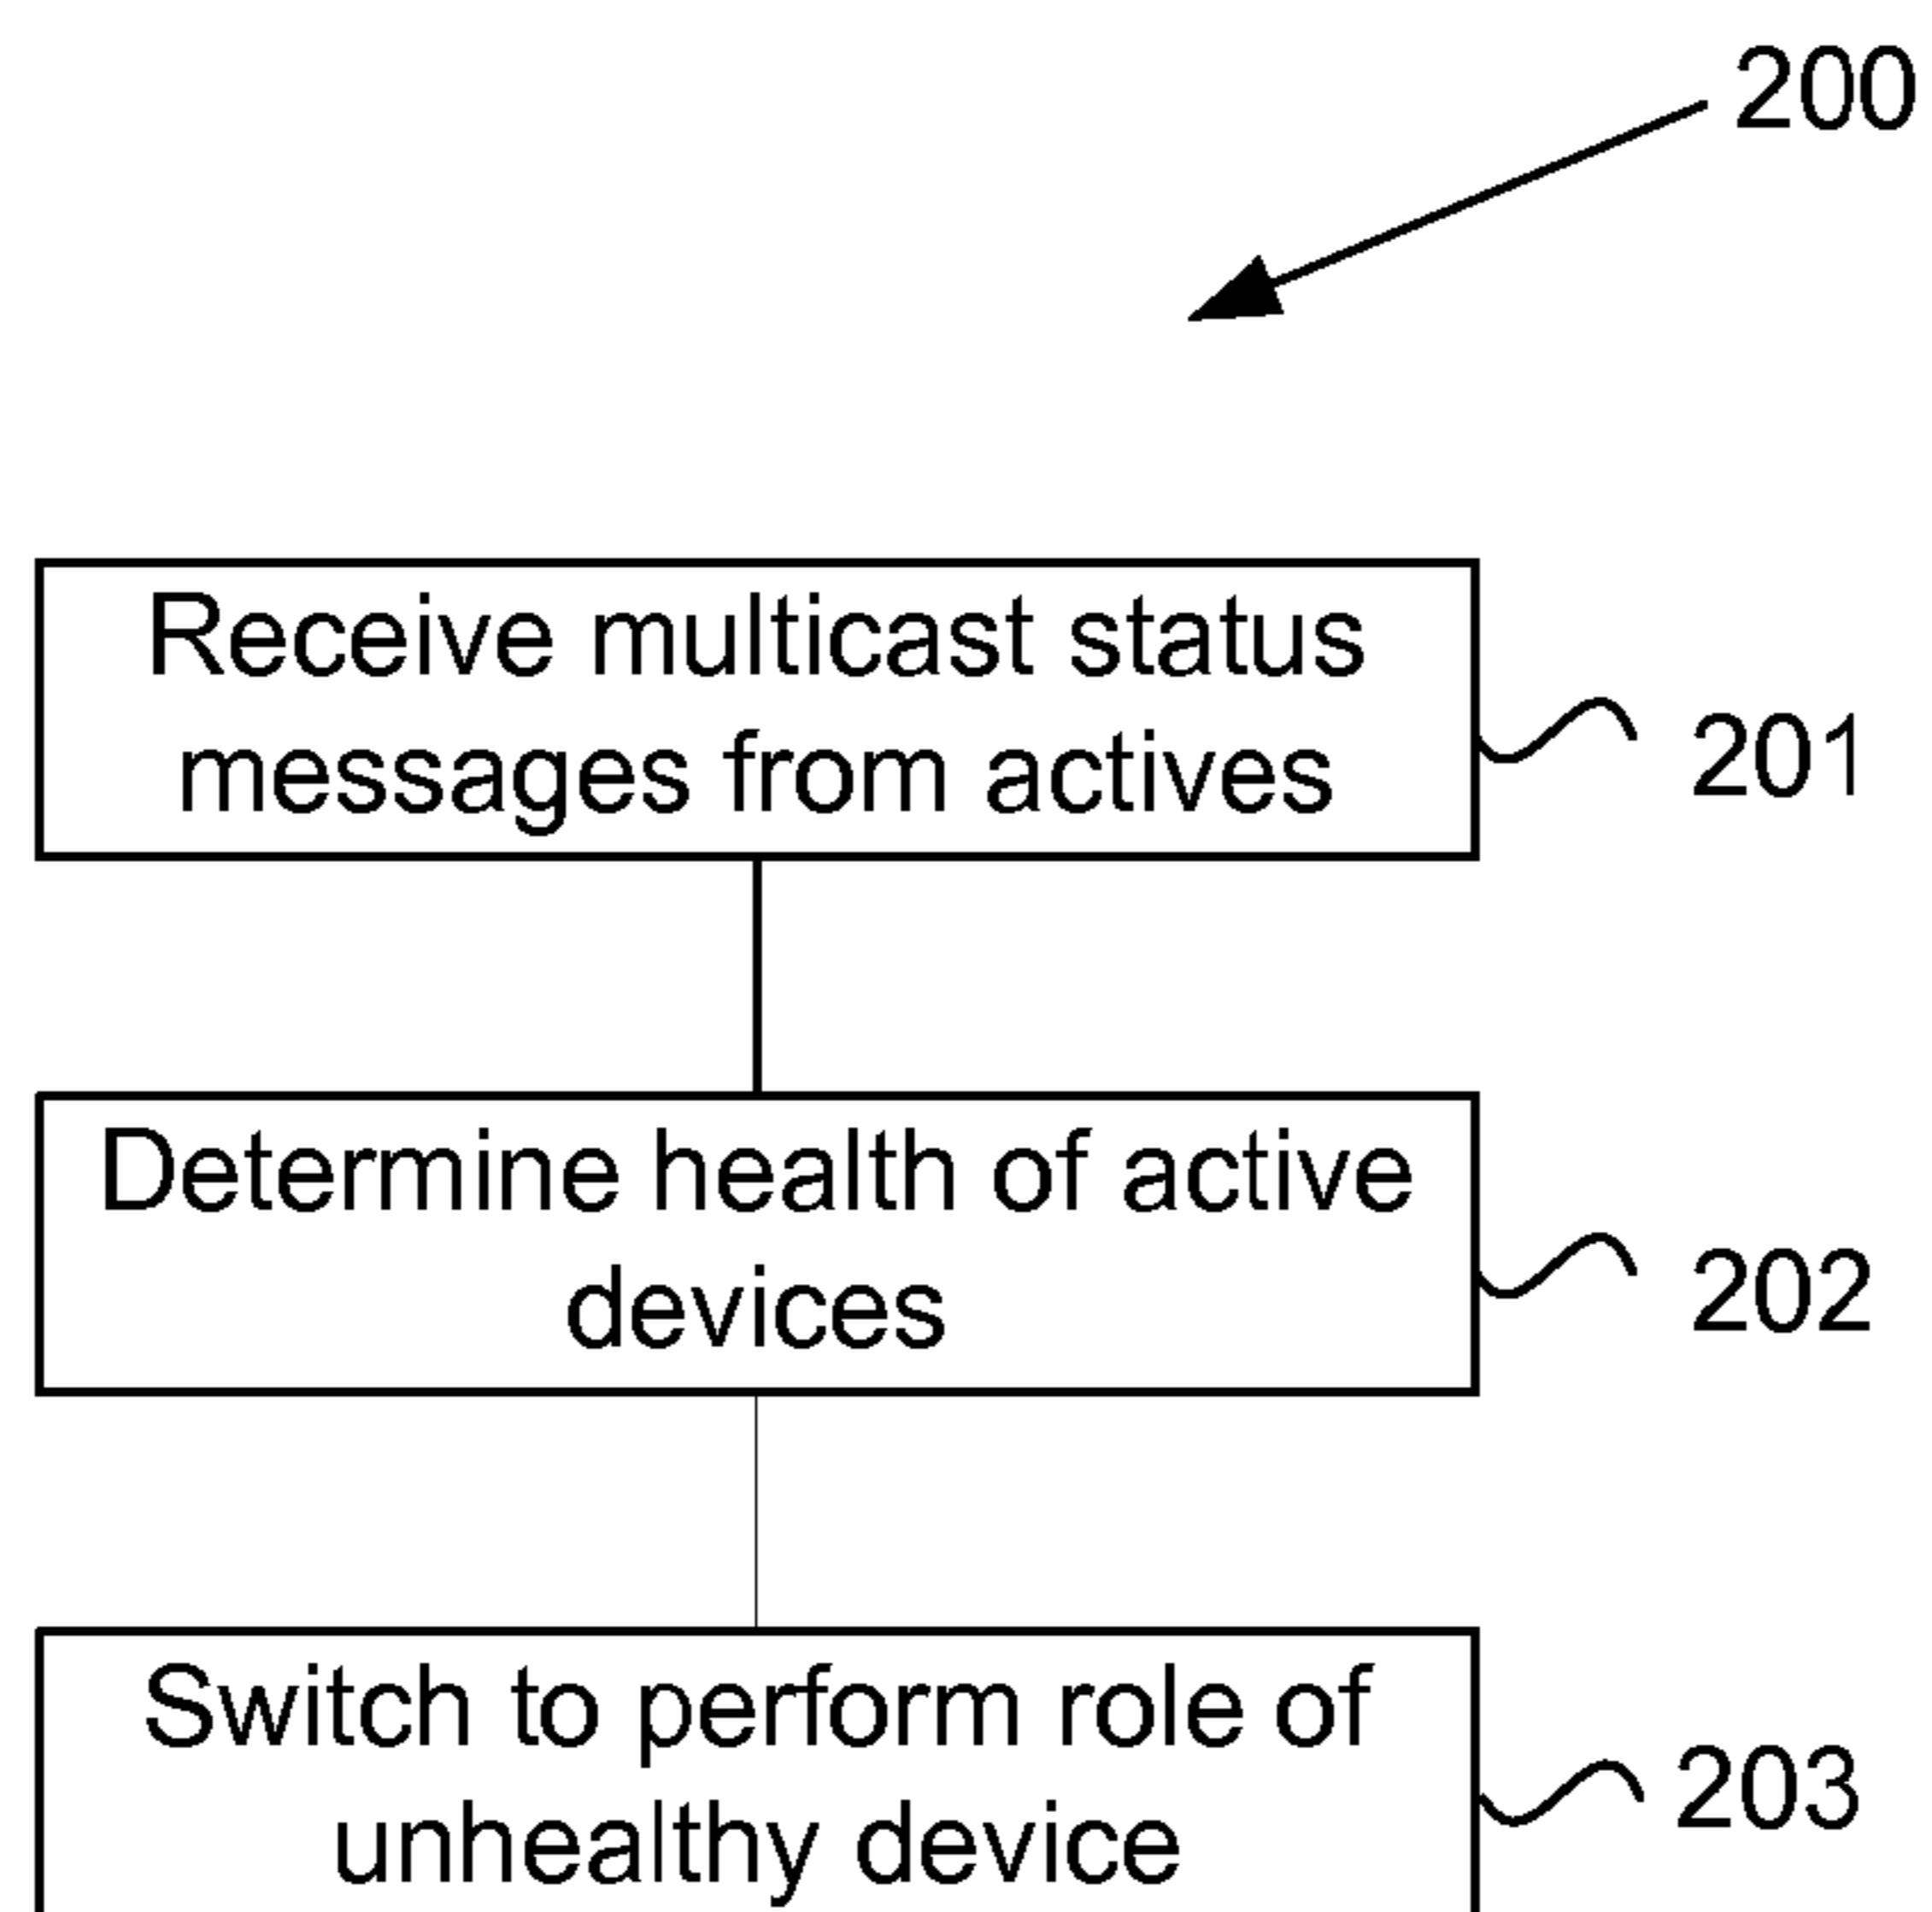 200
Receive multicast status
messages from actives
201
Determine health of active
devices
202
Switch to perform role of
unhealthy device
203